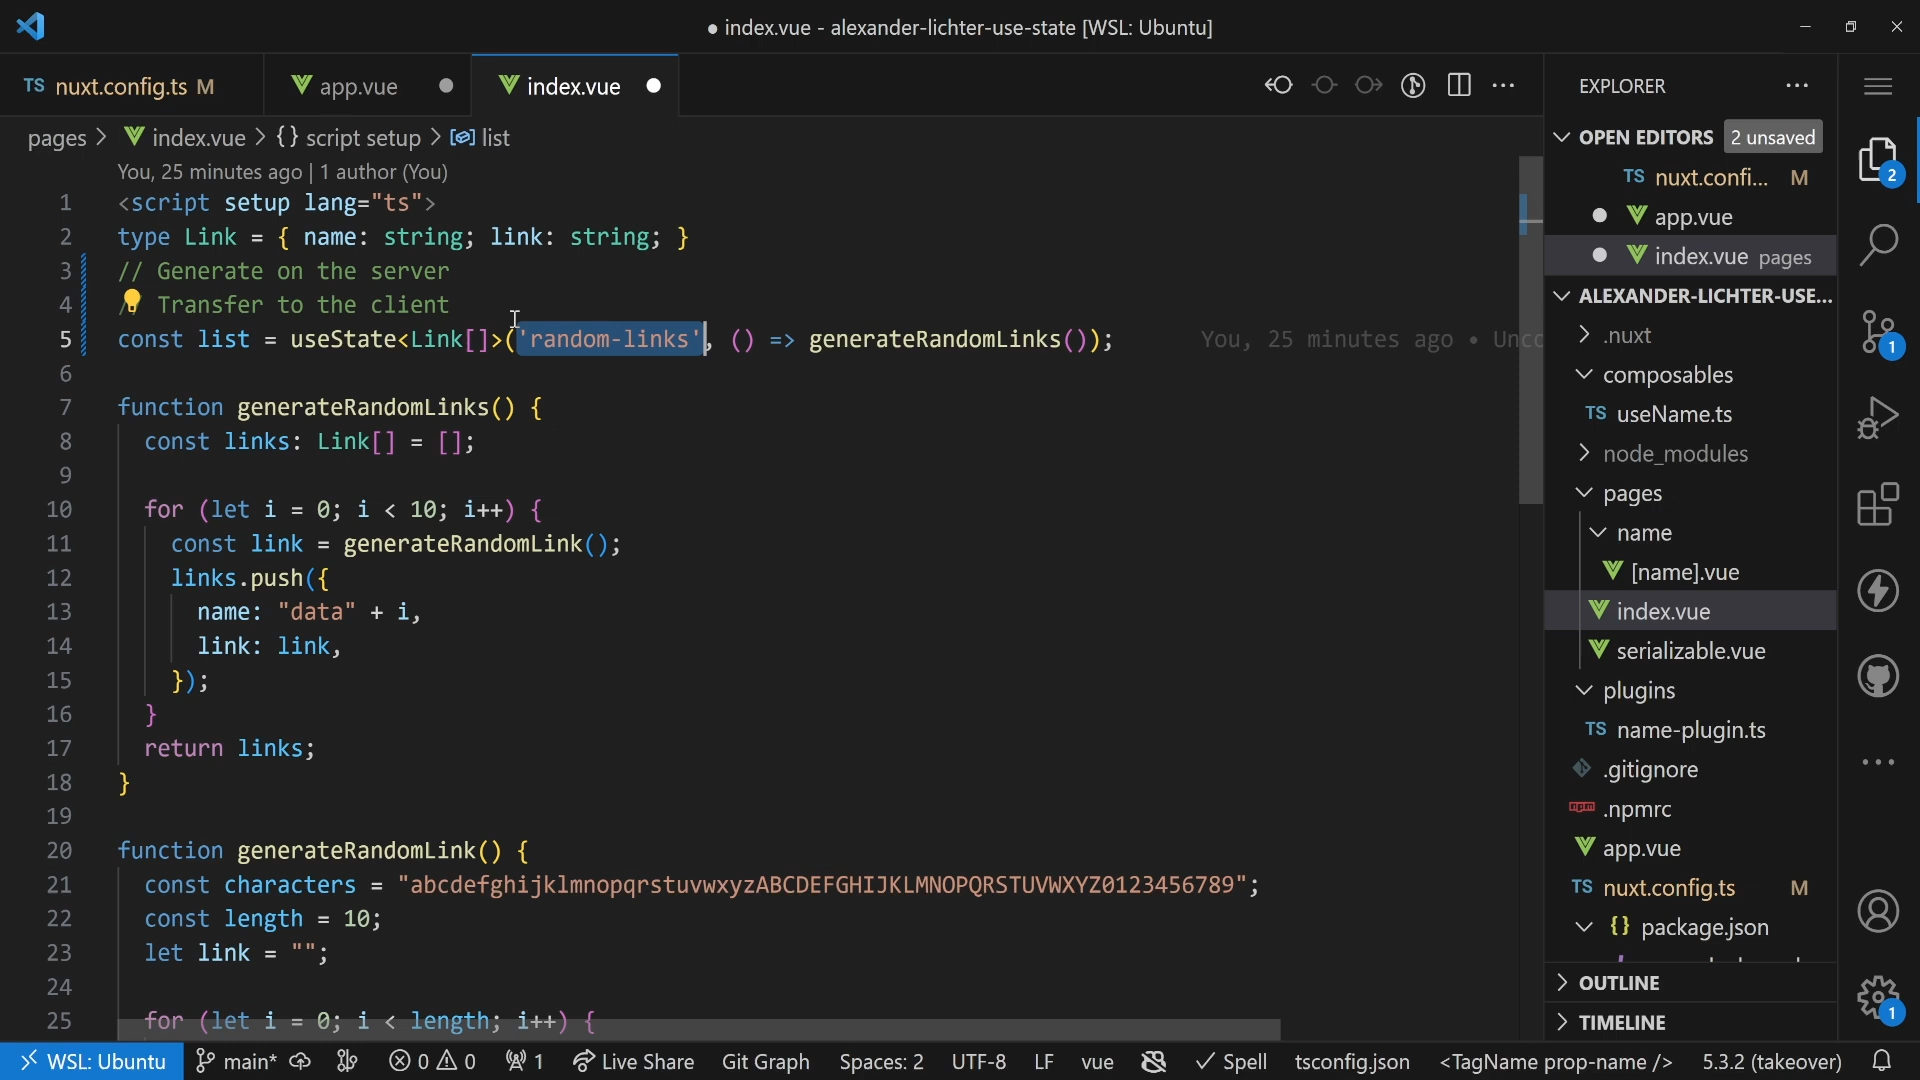 ● index.vue - alexander-lichter-use-state [WSL: Ubuntu]
TS nuxt.config.ts M
app.vue
index.vue
pages > index.vue > {} script setup > list
You, 25 minutes ago | 1 author (You)
1 <script setup lang="ts">
2 type Link = { name: string; link: string; }
3 // Generate on the server
4 / Transfer to the client
5 const list = useState<Link[]>('random-links', () => generateRandomLinks()); You, 25 minutes ago • Unco
6
7 function generateRandomLinks() {
8 const links: Link[] = [];
9
10 for (let i = 0; i < 10; i++) {
11 const link = generateRandomLink();
12 links.push({
13 name: "data" + i,
14 link: link,
15 });
16 }
17 return links;
18 }
19
20 function generateRandomLink() {
21 const characters = "abcdefghijklmnopqrstuvwxyzABCDEFGHIJKLMNOPQRSTUVWXYZ0123456789";
22 const length = 10;
23 let link = "";
24
25 for (let i = 0; i < length; i++) {
EXPLORER
OPEN EDITORS 2 unsaved
TS nuxt.confi... M
app.vue
index.vue pages
ALEXANDER-LICHTER-USE...
.nuxt
composables
TS useName.ts
node_modules
pages
name
[name].vue
index.vue
serializable.vue
plugins
TS name-plugin.ts
.gitignore
npm .npmrc
app.vue
TS nuxt.config.ts M
{} package.json
OUTLINE
TIMELINE
2
1
1
WSL: Ubuntu main* 0 0 1 Live Share Git Graph Spaces: 2 UTF-8 LF vue Spell tsconfig.json <TagName prop-name /> 5.3.2 (takeover)